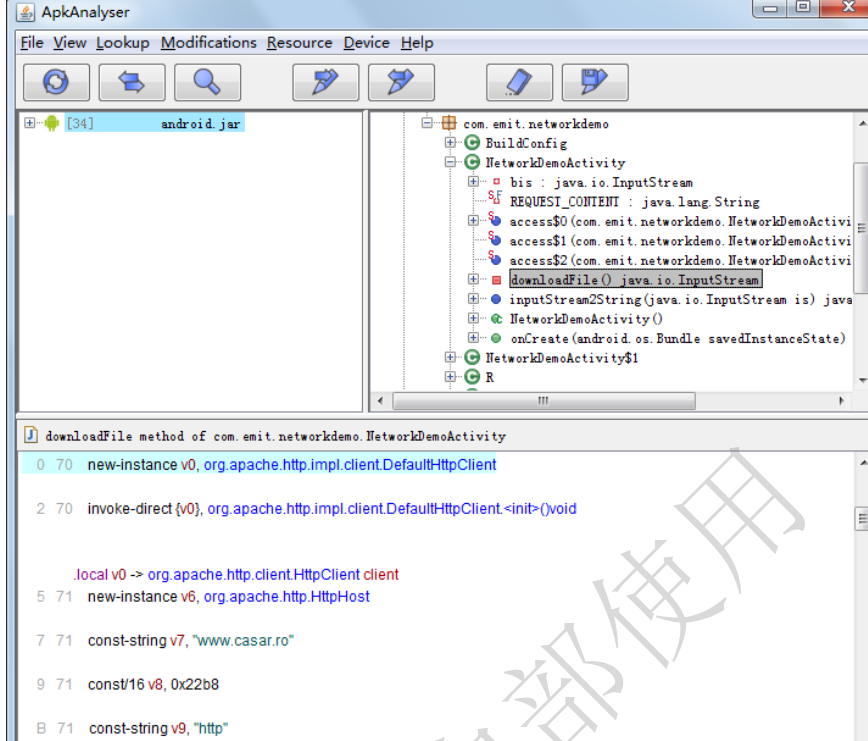 ApkAnalyser
File View Lookup Modifications Resource Device Help
[34] android.jar
com.emit.networkdemo
BuildConfig
NetworkDemoActivity
bis : java.io.InputStream
REQUEST_CONTENT : java.lang.String
access$0(com.emit.networkdemo.NetworkDemoActivi
access$1(com.emit.networkdemo.NetworkDemoActivi
access$2(com.emit.networkdemo.NetworkDemoActivi
downloadFile() java.io.InputStream
inputStream2String(java.io.InputStream is) java
NetworkDemoActivity()
onCreate(android.os.Bundle savedInstanceState)
NetworkDemoActivity$1
R
downloadFile method of com.emit.networkdemo.NetworkDemoActivity
0 70 new-instance v0, org.apache.http.impl.client.DefaultHttpClient
2 70 invoke-direct {v0}, org.apache.http.impl.client.DefaultHttpClient.<init>()void
.local v0 -> org.apache.http.client.HttpClient client
5 71 new-instance v6, org.apache.http.HttpHost
7 71 const-string v7, "www.casar.ro"
9 71 const/16 v8, 0x22b8
B 71 const-string v9, "http"
部使用